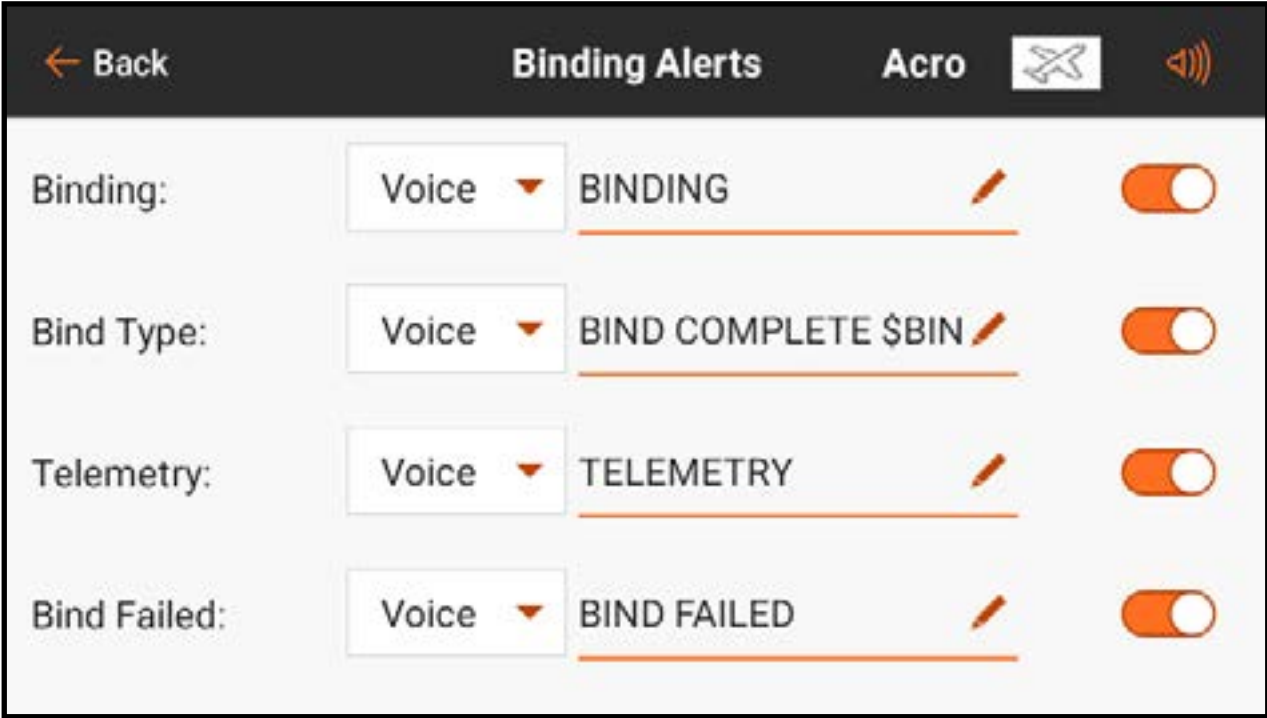 Back Binding Alerts Acro
Binding: Voice BINDING
Bind Type: Voice BIND COMPLETE $BIN
Telemetry: Voice TELEMETRY
Bind Failed: Voice BIND FAILED